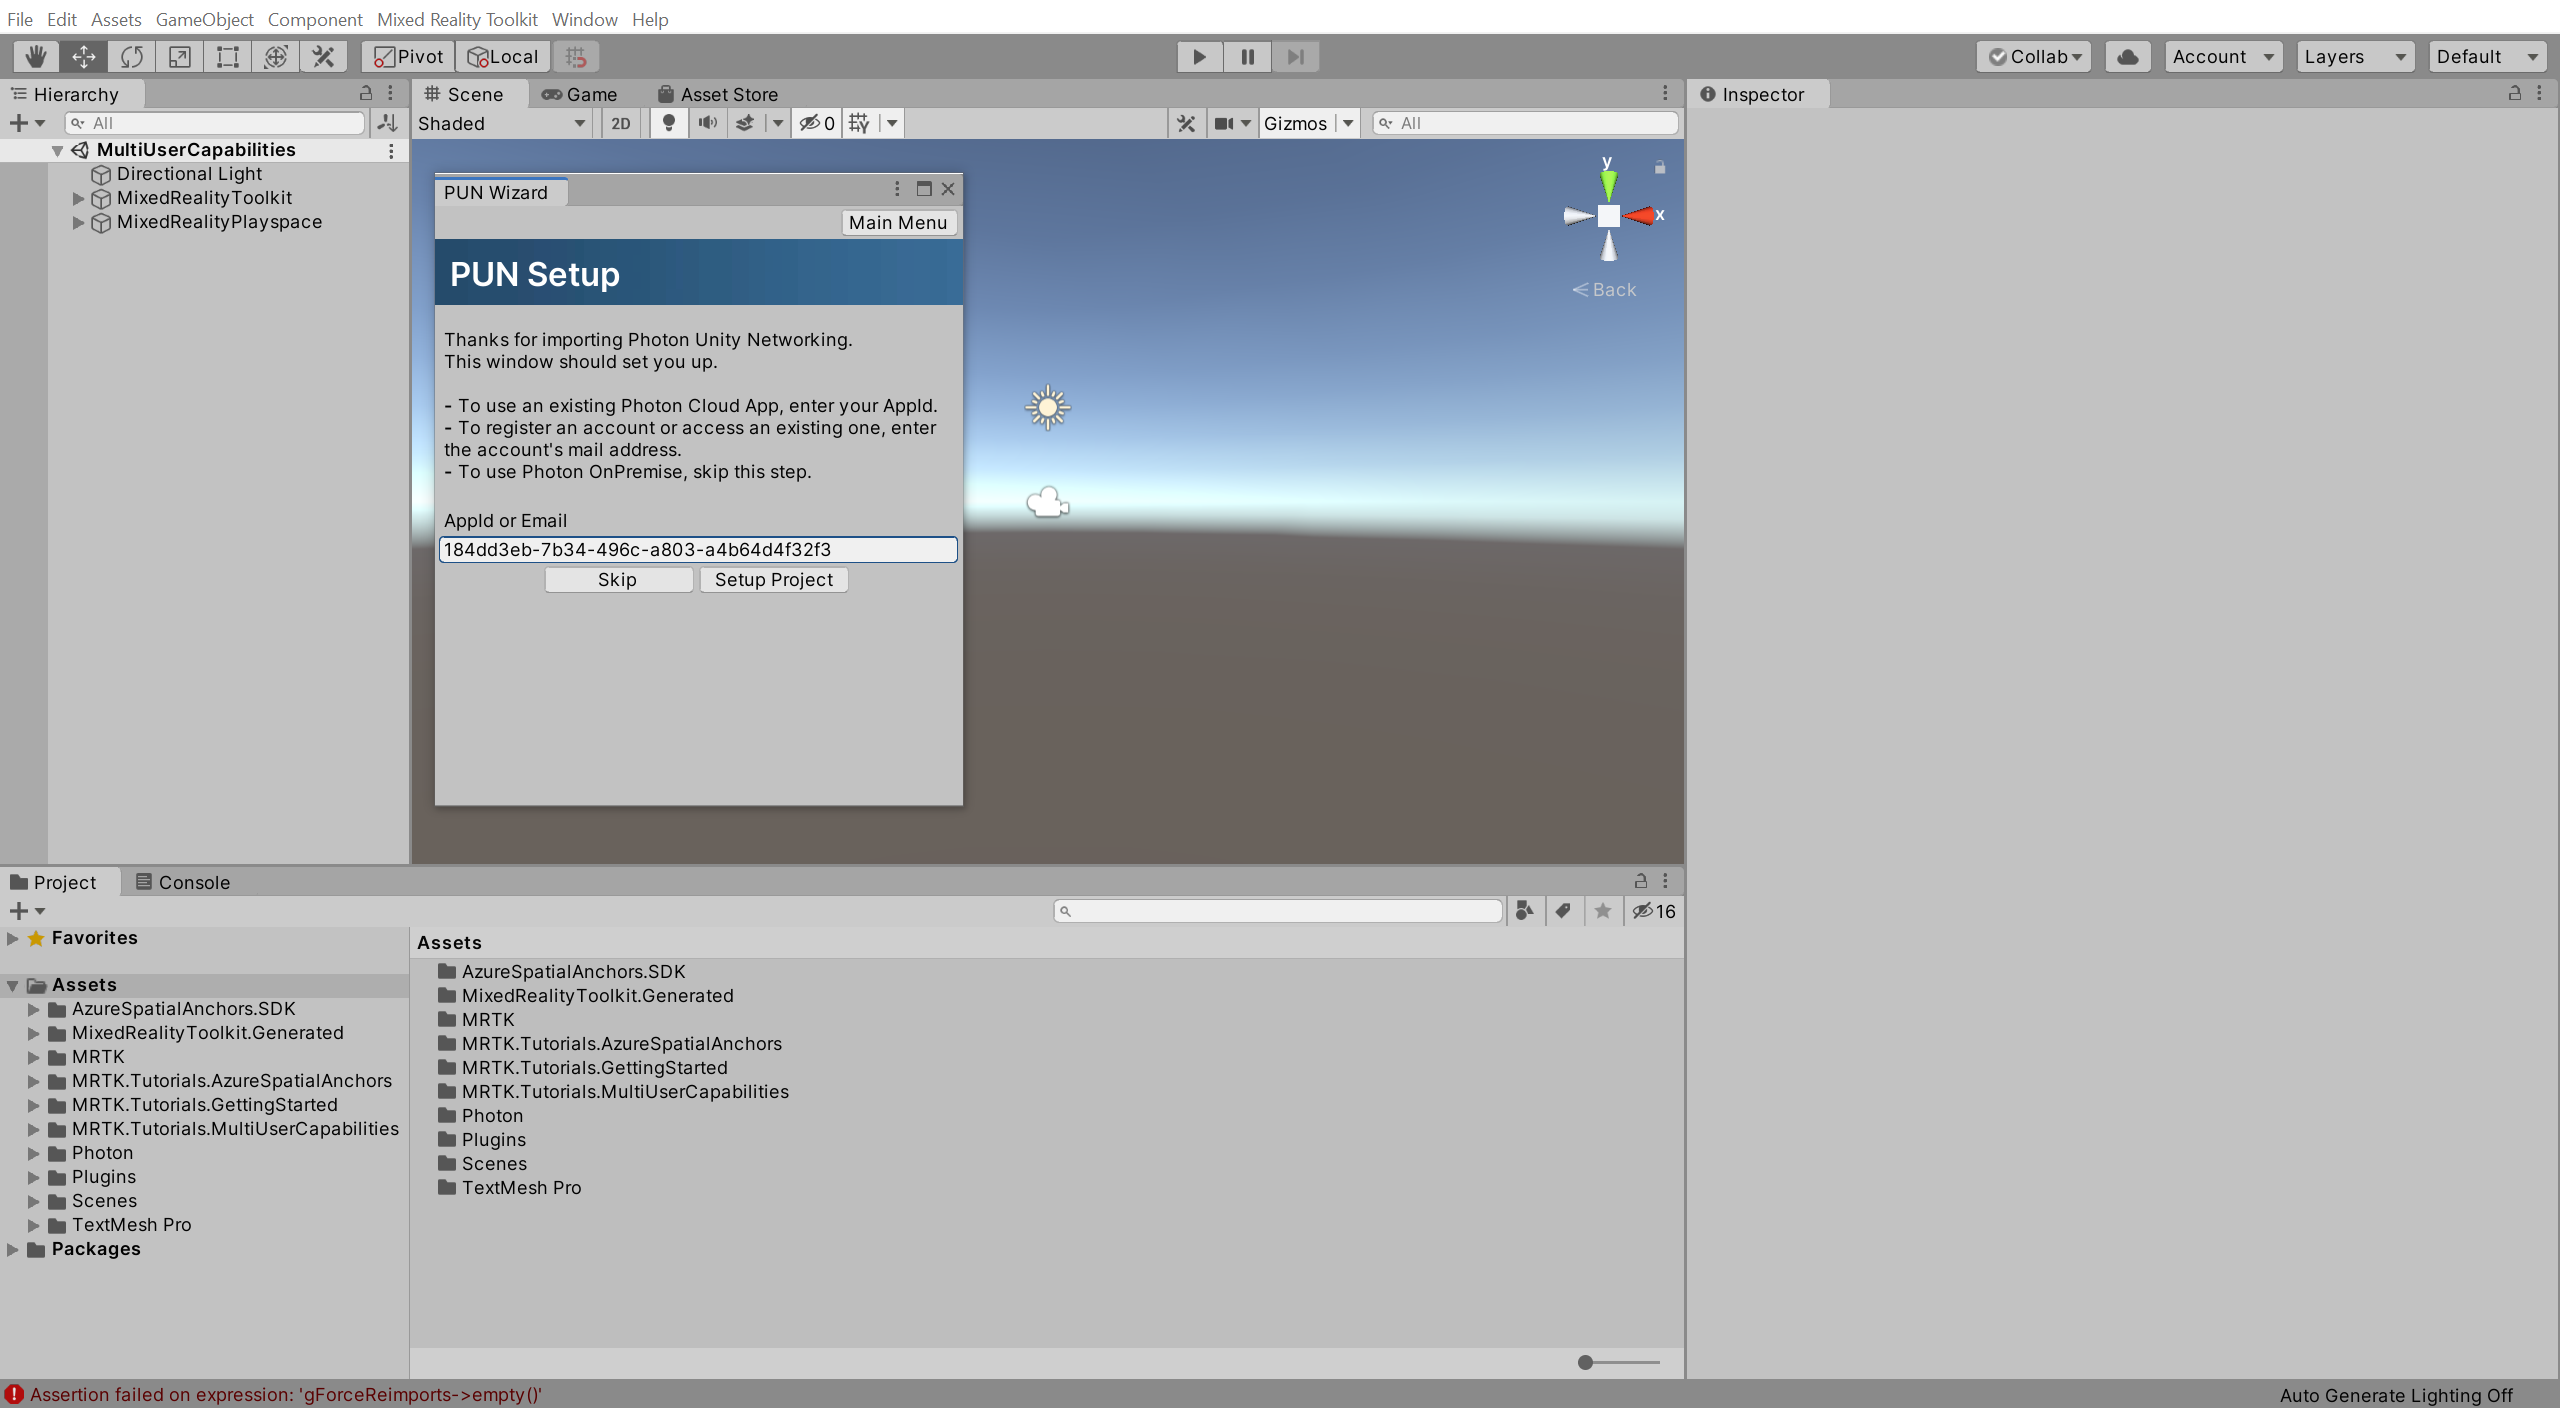 File Edit Assets GameObject Component Mixed Reality Toolkit Window Help
Pivot Local Collab Account Layers Default
Hierarchy
All
MultiUserCapabilities
Directional Light
MixedRealityToolkit
MixedRealityPlayspace
Scene Game Asset Store
Shaded 2D 0 Gizmos All
y
x
Back
PUN Wizard
Main Menu
PUN Setup
Thanks for importing Photon Unity Networking.
This window should set you up.
- To use an existing Photon Cloud App, enter your AppId.
- To register an account or access an existing one, enter
the account's mail address.
- To use Photon OnPremise, skip this step.
AppId or Email
184dd3eb-7b34-496c-a803-a4b64d4f32f3
Skip Setup Project
Inspector
Project Console
16
Favorites
Assets
AzureSpatialAnchors.SDK
MixedRealityToolkit.Generated
MRTK
MRTK.Tutorials.AzureSpatialAnchors
MRTK.Tutorials.GettingStarted
MRTK.Tutorials.MultiUserCapabilities
Photon
Plugins
Scenes
TextMesh Pro
Packages
Assets
AzureSpatialAnchors.SDK
MixedRealityToolkit.Generated
MRTK
MRTK.Tutorials.AzureSpatialAnchors
MRTK.Tutorials.GettingStarted
MRTK.Tutorials.MultiUserCapabilities
Photon
Plugins
Scenes
TextMesh Pro
Assertion failed on expression: 'gForceReimports->empty()'
Auto Generate Lighting Off